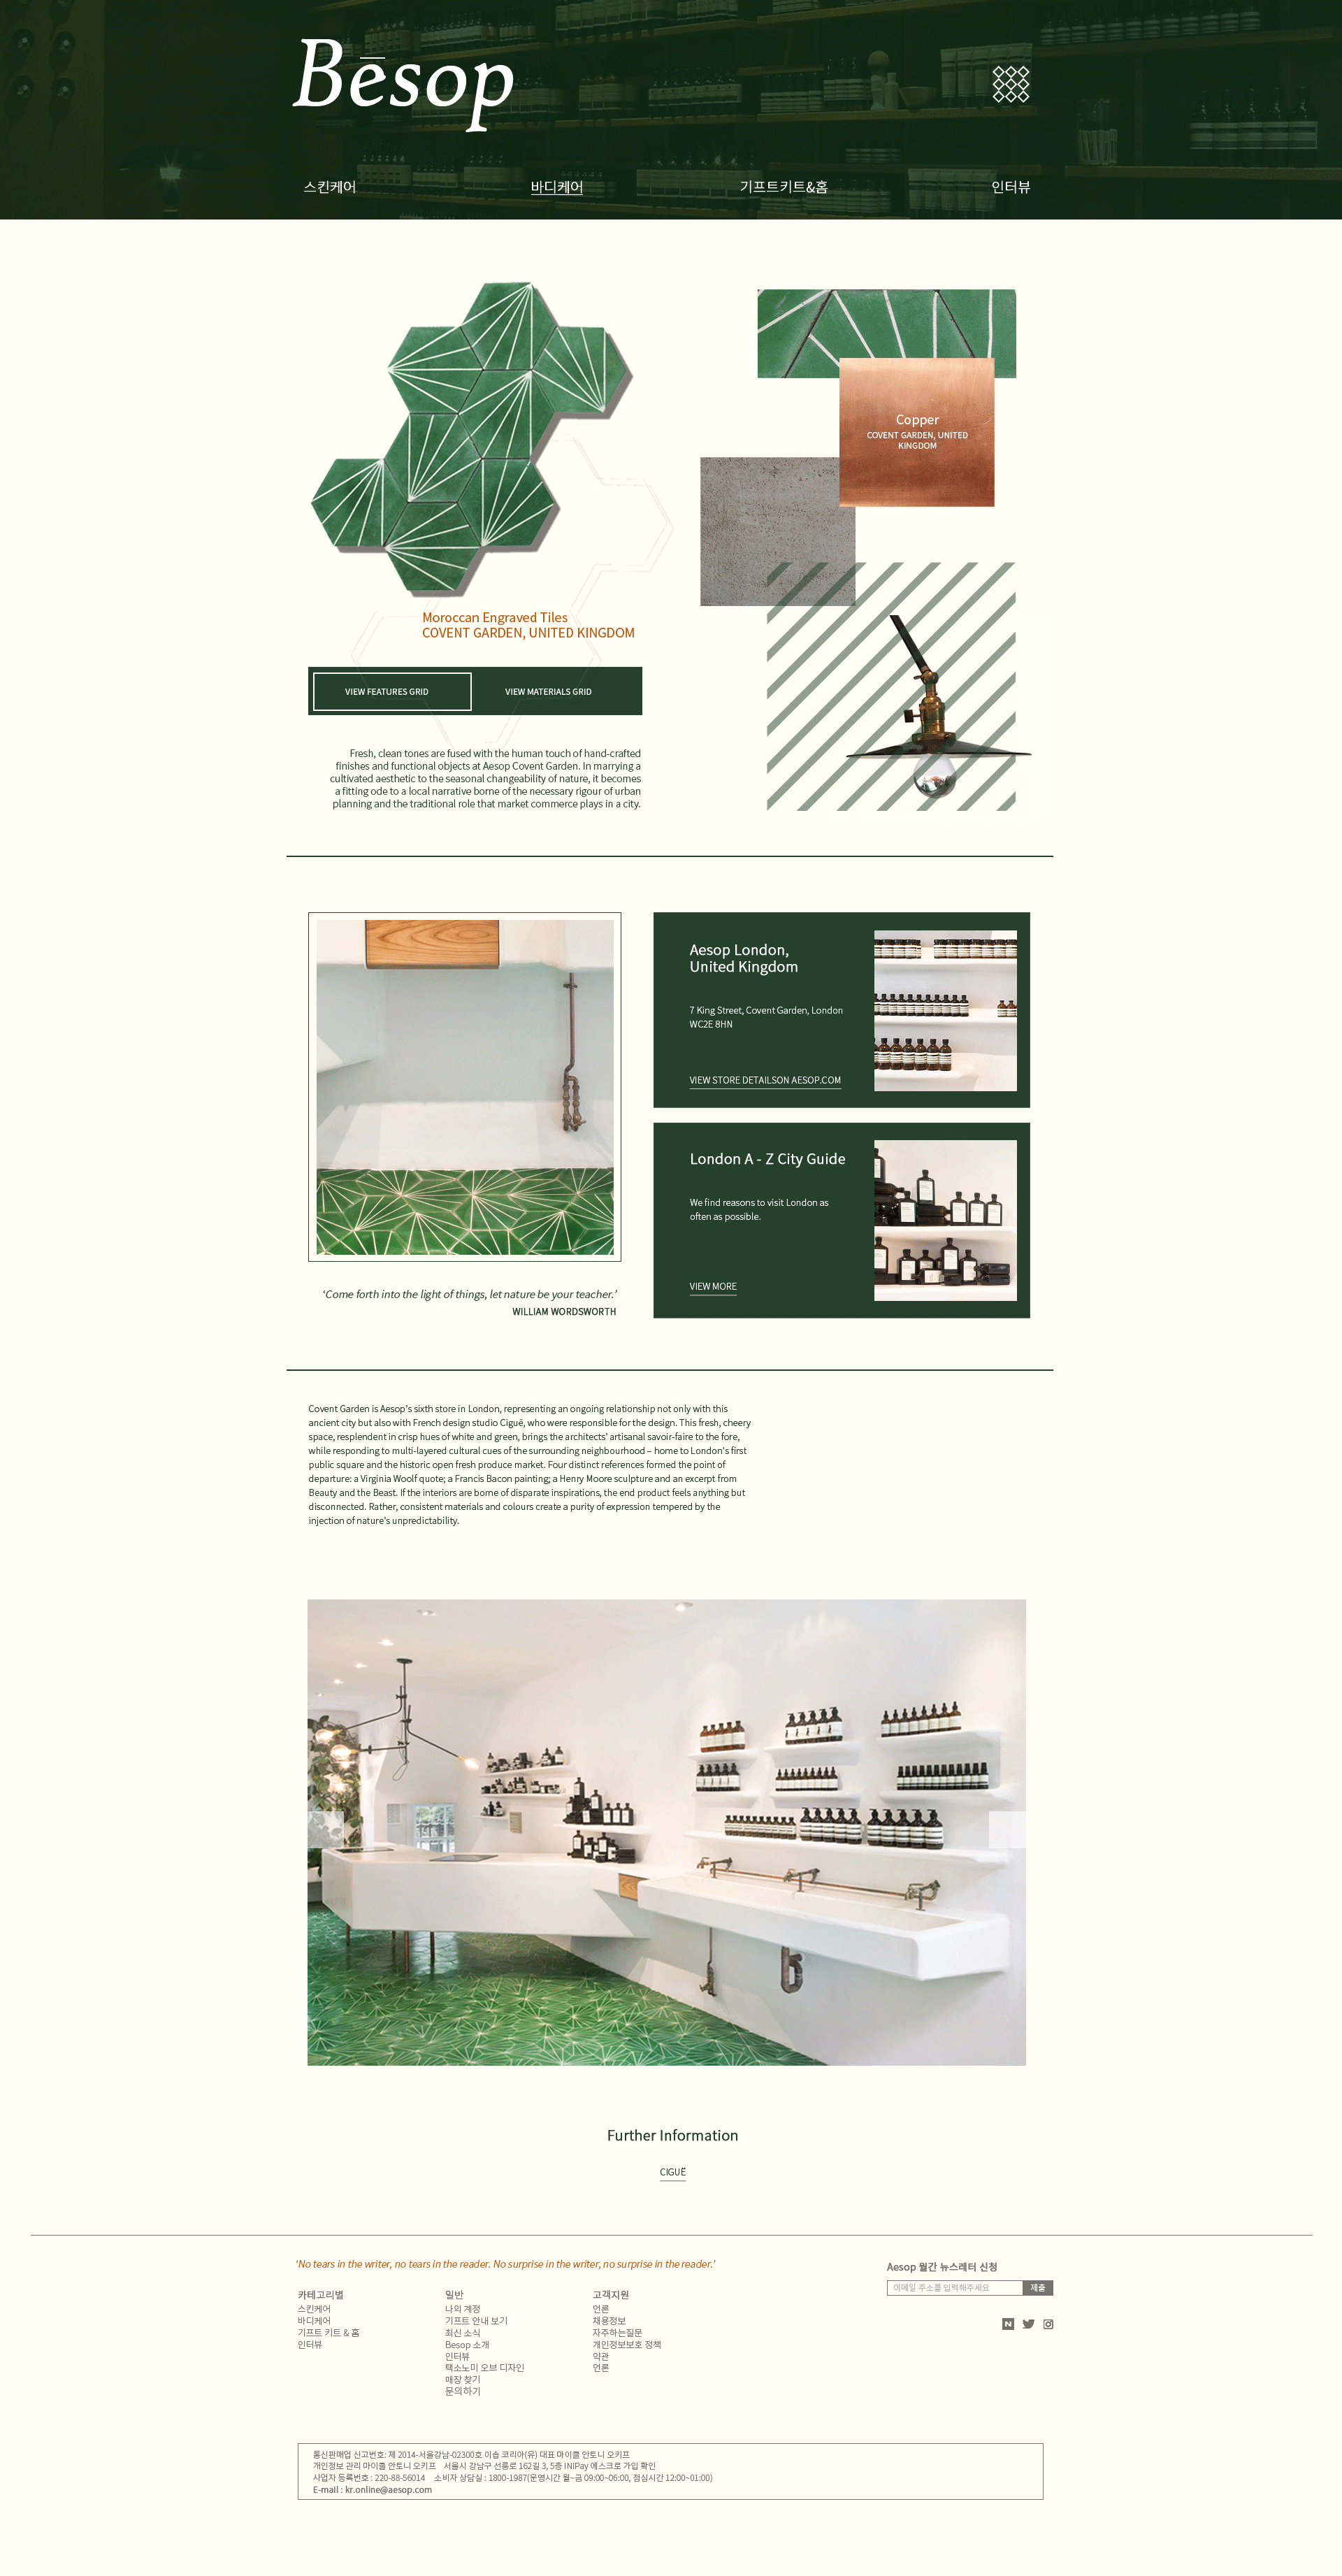 Bēsop
스킨케어
바디케어
기프트키트&홈
인터뷰
Copper
COVENT GARDEN, UNITED
KINGDOM
Moroccan Engraved Tiles
COVENT GARDEN, UNITED KINGDOM
VIEW FEATURES GRID
VIEW MATERIALS GRID
Fresh, clean tones are fused with the human touch of hand-crafted
finishes and functional objects at Aesop Covent Garden. In marrying a
cultivated aesthetic to the seasonal changeability of nature, it becomes
a fitting ode to a local narrative borne of the necessary rigour of urban
planning and the traditional role that market commerce plays in a city.
Aesop London,
United Kingdom
7 King Street, Covent Garden, London
WC2E 8HN
VIEW STORE DETAILSON AESOP.COM
London A - Z City Guide
We find reasons to visit London as
often as possible.
VIEW MORE
‘Come forth into the light of things, let nature be your teacher.’
WILLIAM WORDSWORTH
Covent Garden is Aesop's sixth store in London, representing an ongoing relationship not only with this
ancient city but also with French design studio Ciguë, who were responsible for the design. This fresh, cheery
space, resplendent in crisp hues of white and green, brings the architects' artisanal savoir-faire to the fore,
while responding to multi-layered cultural cues of the surrounding neighbourhood – home to London's first
public square and the historic open fresh produce market. Four distinct references formed the point of
departure: a Virginia Woolf quote; a Francis Bacon painting; a Henry Moore sculpture and an excerpt from
Beauty and the Beast. If the interiors are borne of disparate inspirations, the end product feels anything but
disconnected. Rather, consistent materials and colours create a purity of expression tempered by the
injection of nature's unpredictability.
Further Information
CIGUË
‘No tears in the writer, no tears in the reader. No surprise in the writer, no surprise in the reader.’
카테고리별
스킨케어
바디케어
기프트 키트 & 홈
인터뷰
일반
나의 계정
기프트 안내 보기
최신 소식
Besop 소개
인터뷰
택소노미 오브 디자인
매장 찾기
문의하기
고객지원
언론
채용정보
자주하는질문
개인정보보호 정책
약관
언론
Aesop 월간 뉴스레터 신청
이메일 주소를 입력해주세요
제출
통신판매업 신고번호: 제 2014-서울강남-02300호 이솝 코리아(유) 대표 마이클 안토니 오키프
개인정보 관리 마이클 안토니 오키프 서울시 강남구 선릉로 162길 3, 5층 INIPay 에스크로 가입 확인
사업자 등록번호 : 220-88-56014 소비자 상담실 : 1800-1987(운영시간 월~금 09:00~06:00, 점심시간 12:00~01:00)
E-mail : kr.online@aesop.com